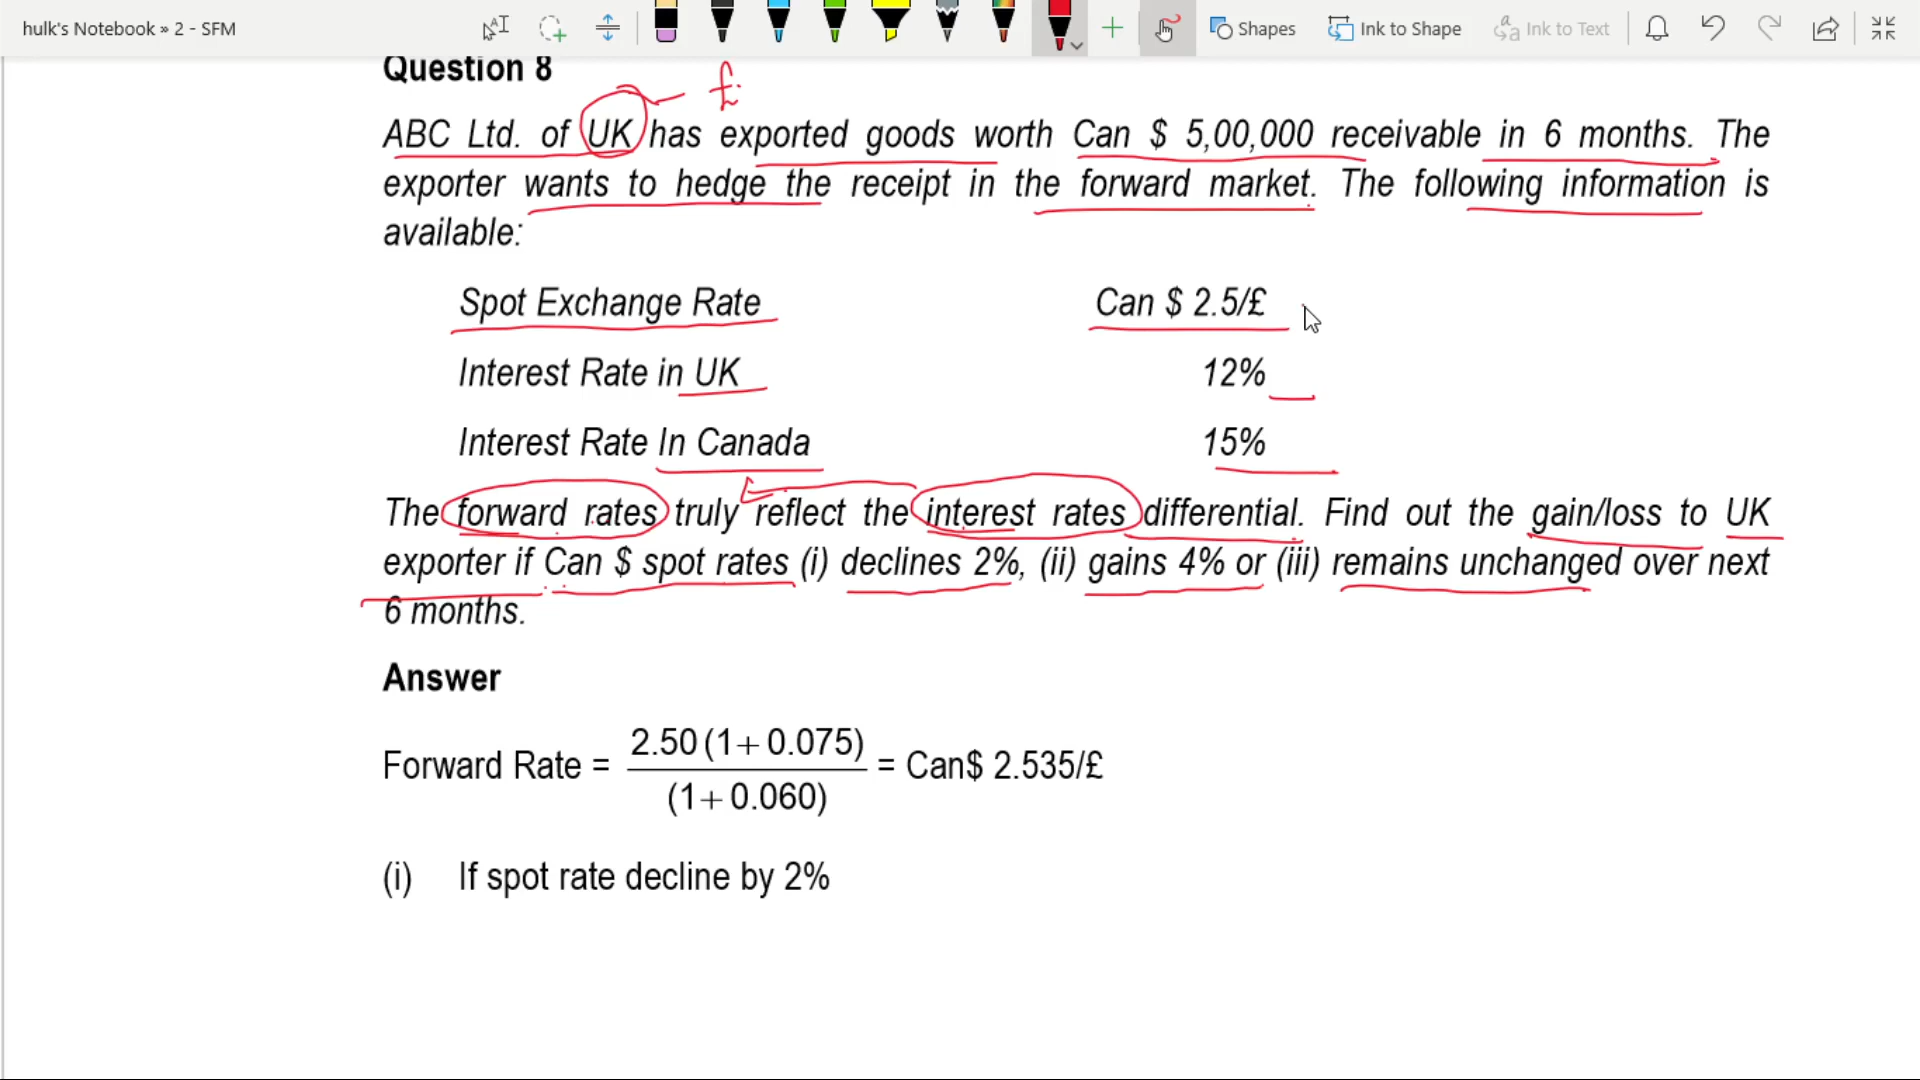 hulk's Notebook » 2 - SFM
Shapes
Ink to Shape
Ink to Text
Question 8
£
ABC Ltd. of UK has exported goods worth Can $ 5,00,000 receivable in 6 months. The
exporter wants to hedge the receipt in the forward market. The following information is
available:
Spot Exchange Rate Can $ 2.5/£
Interest Rate in UK 12%
Interest Rate In Canada 15%
The forward rates truly reflect the interest rates differential. Find out the gain/loss to UK
exporter if Can $ spot rates (i) declines 2%, (ii) gains 4% or (iii) remains unchanged over next
6 months.
Answer
Forward Rate = 2.50 (1+ 0.075) / (1+ 0.060) = Can$ 2.535/£
(i) If spot rate decline by 2%